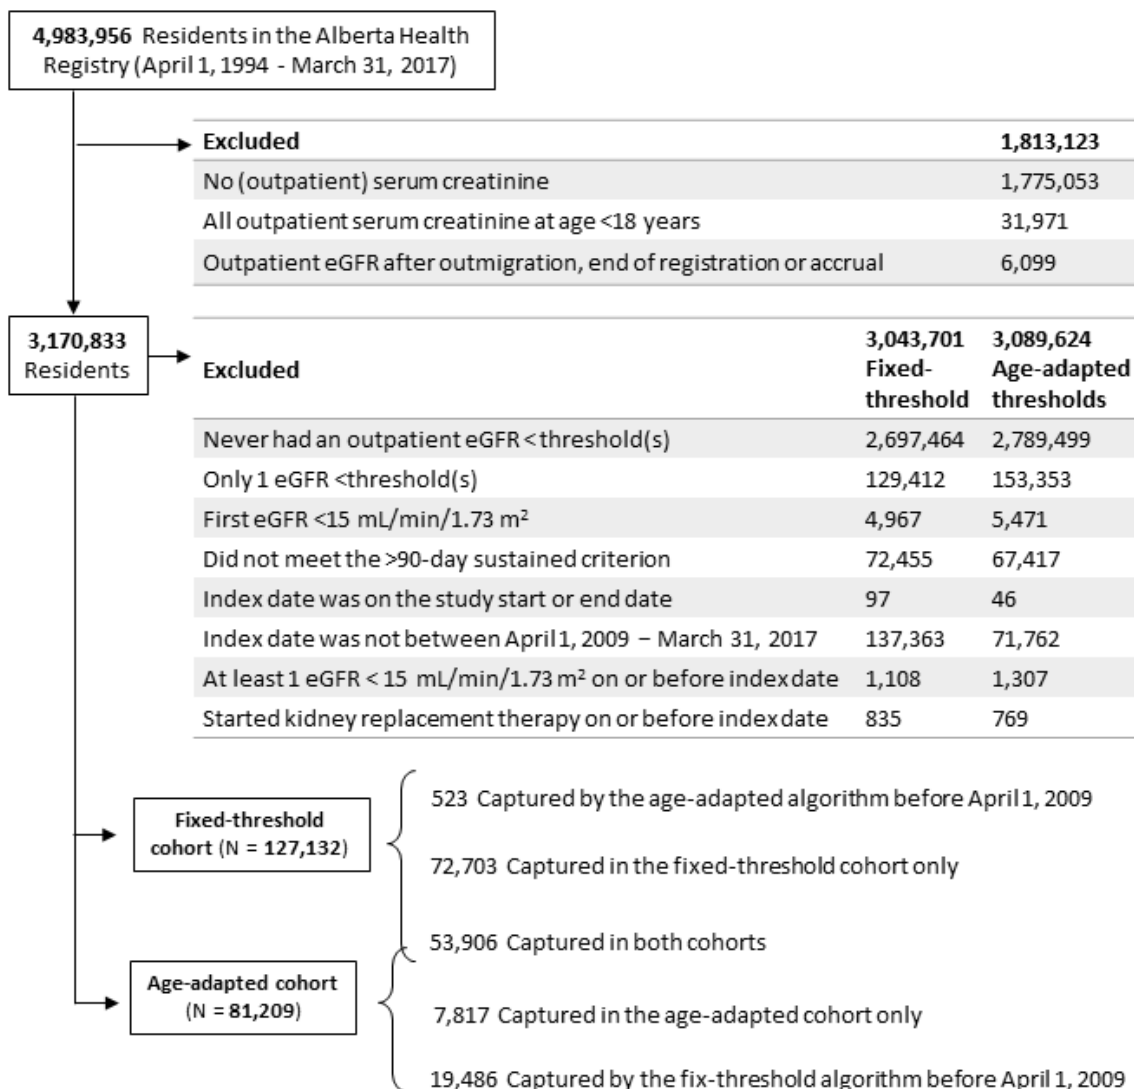 4,983,956 Residents in the Alberta Health
Registry (April 1, 1994 - March 31, 2017)
Excluded 1,813,123
No (outpatient) serum creatinine 1,775,053
All outpatient serum creatinine at age <18 years 31,971
Outpatient eGFR after outmigration, end of registration or accrual 6,099
3,170,833
Residents
Excluded
3,043,701
Fixed-
threshold
3,089,624
Age-adapted
thresholds
Never had an outpatient eGFR <threshold(s) 2,697,464 2,789,499
Only 1 eGFR <threshold(s) 129,412 153,353
First eGFR <15 mL/min/1.73 m² 4,967 5,471
Did not meet the >90-day sustained criterion 72,455 67,417
Index date was on the study start or end date 97 46
Index date was not between April 1, 2009 – March 31, 2017 137,363 71,762
At least 1 eGFR < 15 mL/min/1.73 m² on or before index date 1,108 1,307
Started kidney replacement therapy on or before index date 835 769
Fixed-threshold
cohort (N = 127,132)
523 Captured by the age-adapted algorithm before April 1, 2009
72,703 Captured in the fixed-threshold cohort only
53,906 Captured in both cohorts
Age-adapted cohort
(N = 81,209)
7,817 Captured in the age-adapted cohort only
19,486 Captured by the fix-threshold algorithm before April 1, 2009